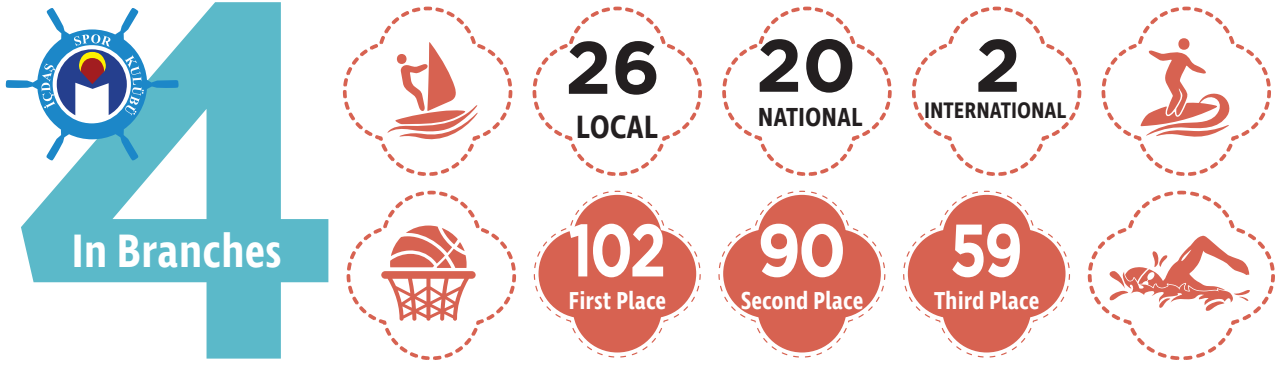 İÇDAŞ SPOR KULÜBÜ
4
In Branches
26
LOCAL
20
NATIONAL
2
INTERNATIONAL
102
First Place
90
Second Place
59
Third Place